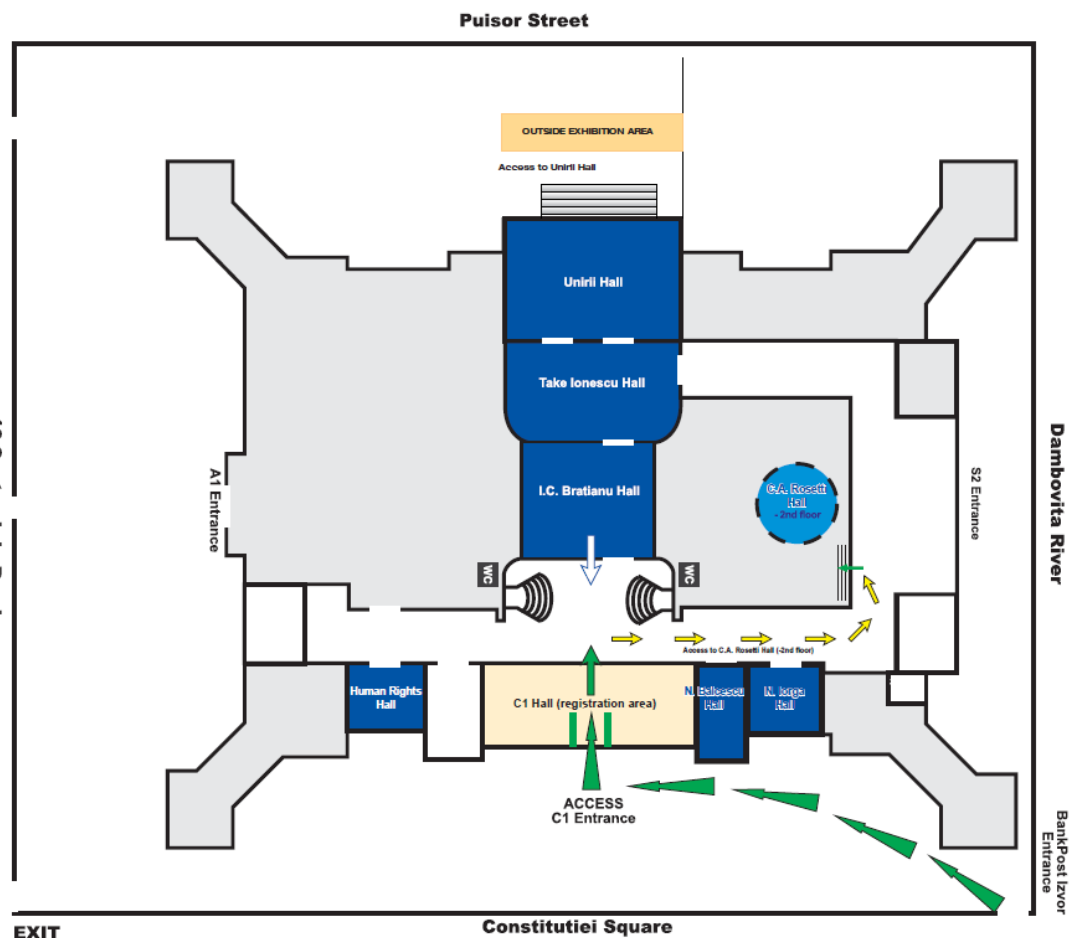 Puisor Street
OUTSIDE EXHIBITION AREA
Access to Unirii Hall
Unirii Hall
Take Ionescu Hall
A1 Entrance
I.C. Bratianu Hall
C.A. Rosetti
Hall
-2nd floor
S2 Entrance
Dambovita River
WC
WC
Access to C.A. Rosetti Hall (-2nd floor)
Human Rights
Hall
C1 Hall (registration area)
N. Balcescu
Hall
N. Iorga
Hall
ACCESS
C1 Entrance
BankPost Izvor
Entrance
Constitutiei Square
EXIT